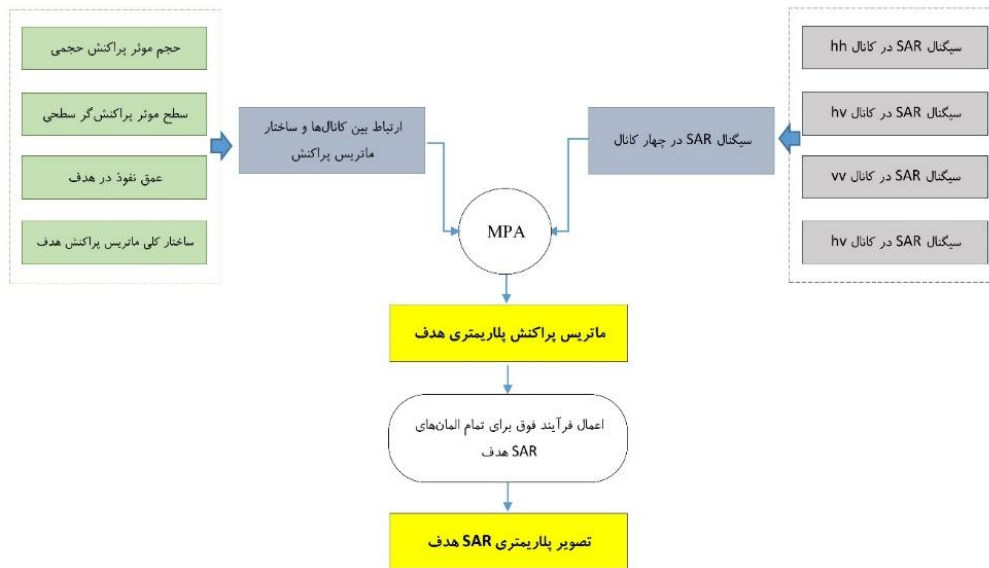 سیگنال SAR در کانال hh
سیگنال SAR در کانال hv
سیگنال SAR در کانال vv
سیگنال SAR در کانال hv
سیگنال SAR در چهار کانال
حجم موثر پراکنش حجمی
سطح موثر پراکنش‌گر سطحی
عمق نفوذ در هدف
ساختار کلی ماتریس پراکنش هدف
ارتباط بین کانال‌ها و ساختار
ماتریس پراکنش
MPA
ماتریس پراکنش پلاریمتری هدف
اعمال فرآیند فوق برای تمام المان‌های
SAR هدف
تصویر پلاریمتری SAR هدف